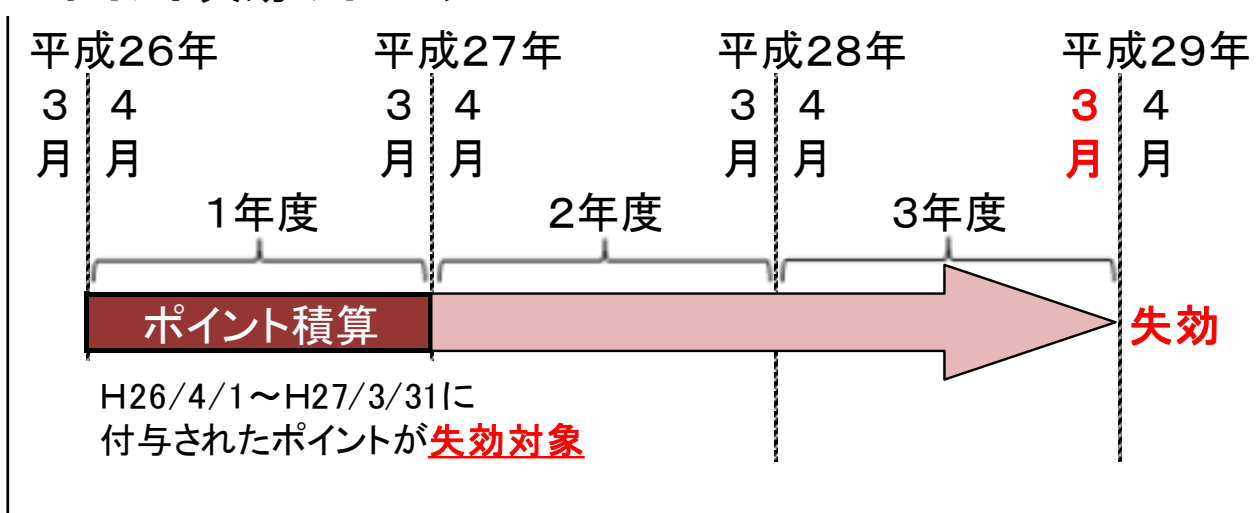 平成26年 平成27年 平成28年 平成29年
3月 4月 3月 4月 3月 4月 3月 4月
1年度 2年度 3年度
ポイント積算 失効
H26/4/1～H27/3/31に
付与されたポイントが失効対象